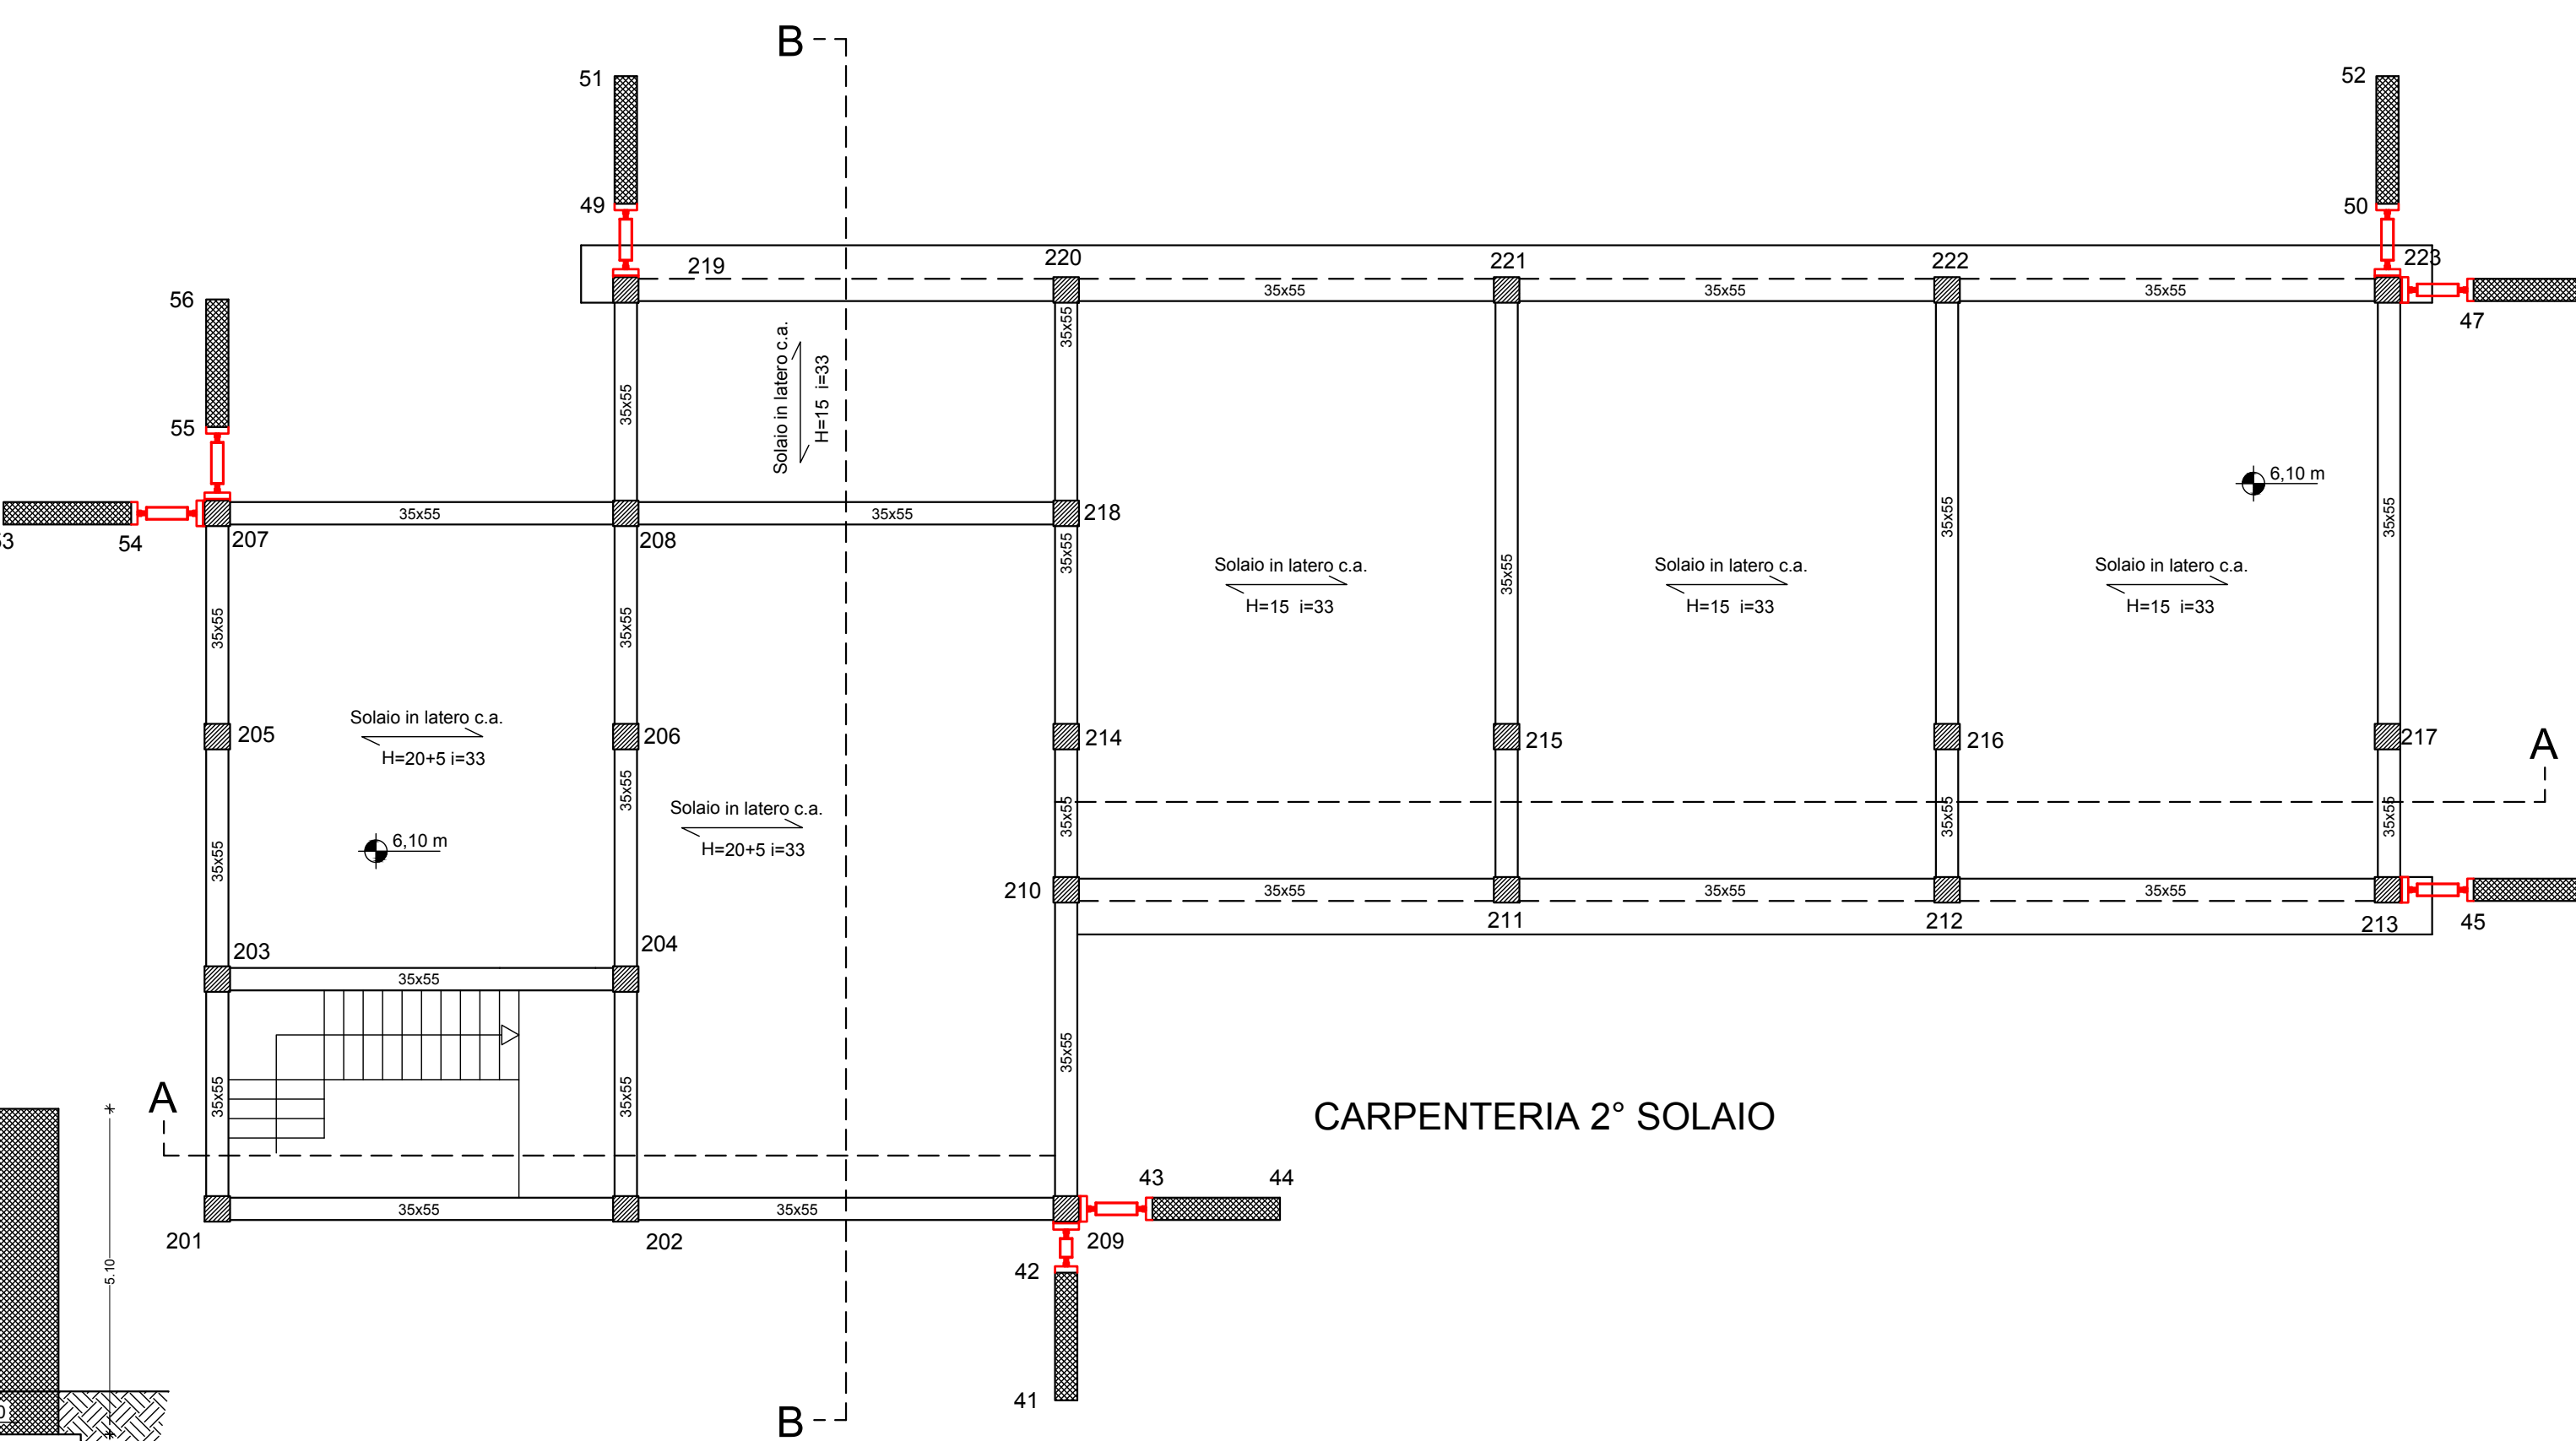 B
51
52
49
50
219
220
221
222
223
35x55
35x55
35x55
47
56
55
Solaio in latero c.a.
H=15 i=33
35x55
35x55
6,10 m
54
207
35x55
208
35x55
218
35x55
35x55
35x55
35x55
35x55
35x55
Solaio in latero c.a.
H=15 i=33
Solaio in latero c.a.
H=15 i=33
Solaio in latero c.a.
H=15 i=33
Solaio in latero c.a.
H=20+5 i=33
205
206
214
215
216
217
A
35x55
Solaio in latero c.a.
H=20+5 i=33
35x55
35x55
35x55
35x55
6,10 m
210
35x55
35x55
35x55
211
212
213
45
203
204
35x55
35x55
A
35x55
35x55
CARPENTERIA 2° SOLAIO
43
44
35x55
35x55
201
202
209
5.10
42
41
B